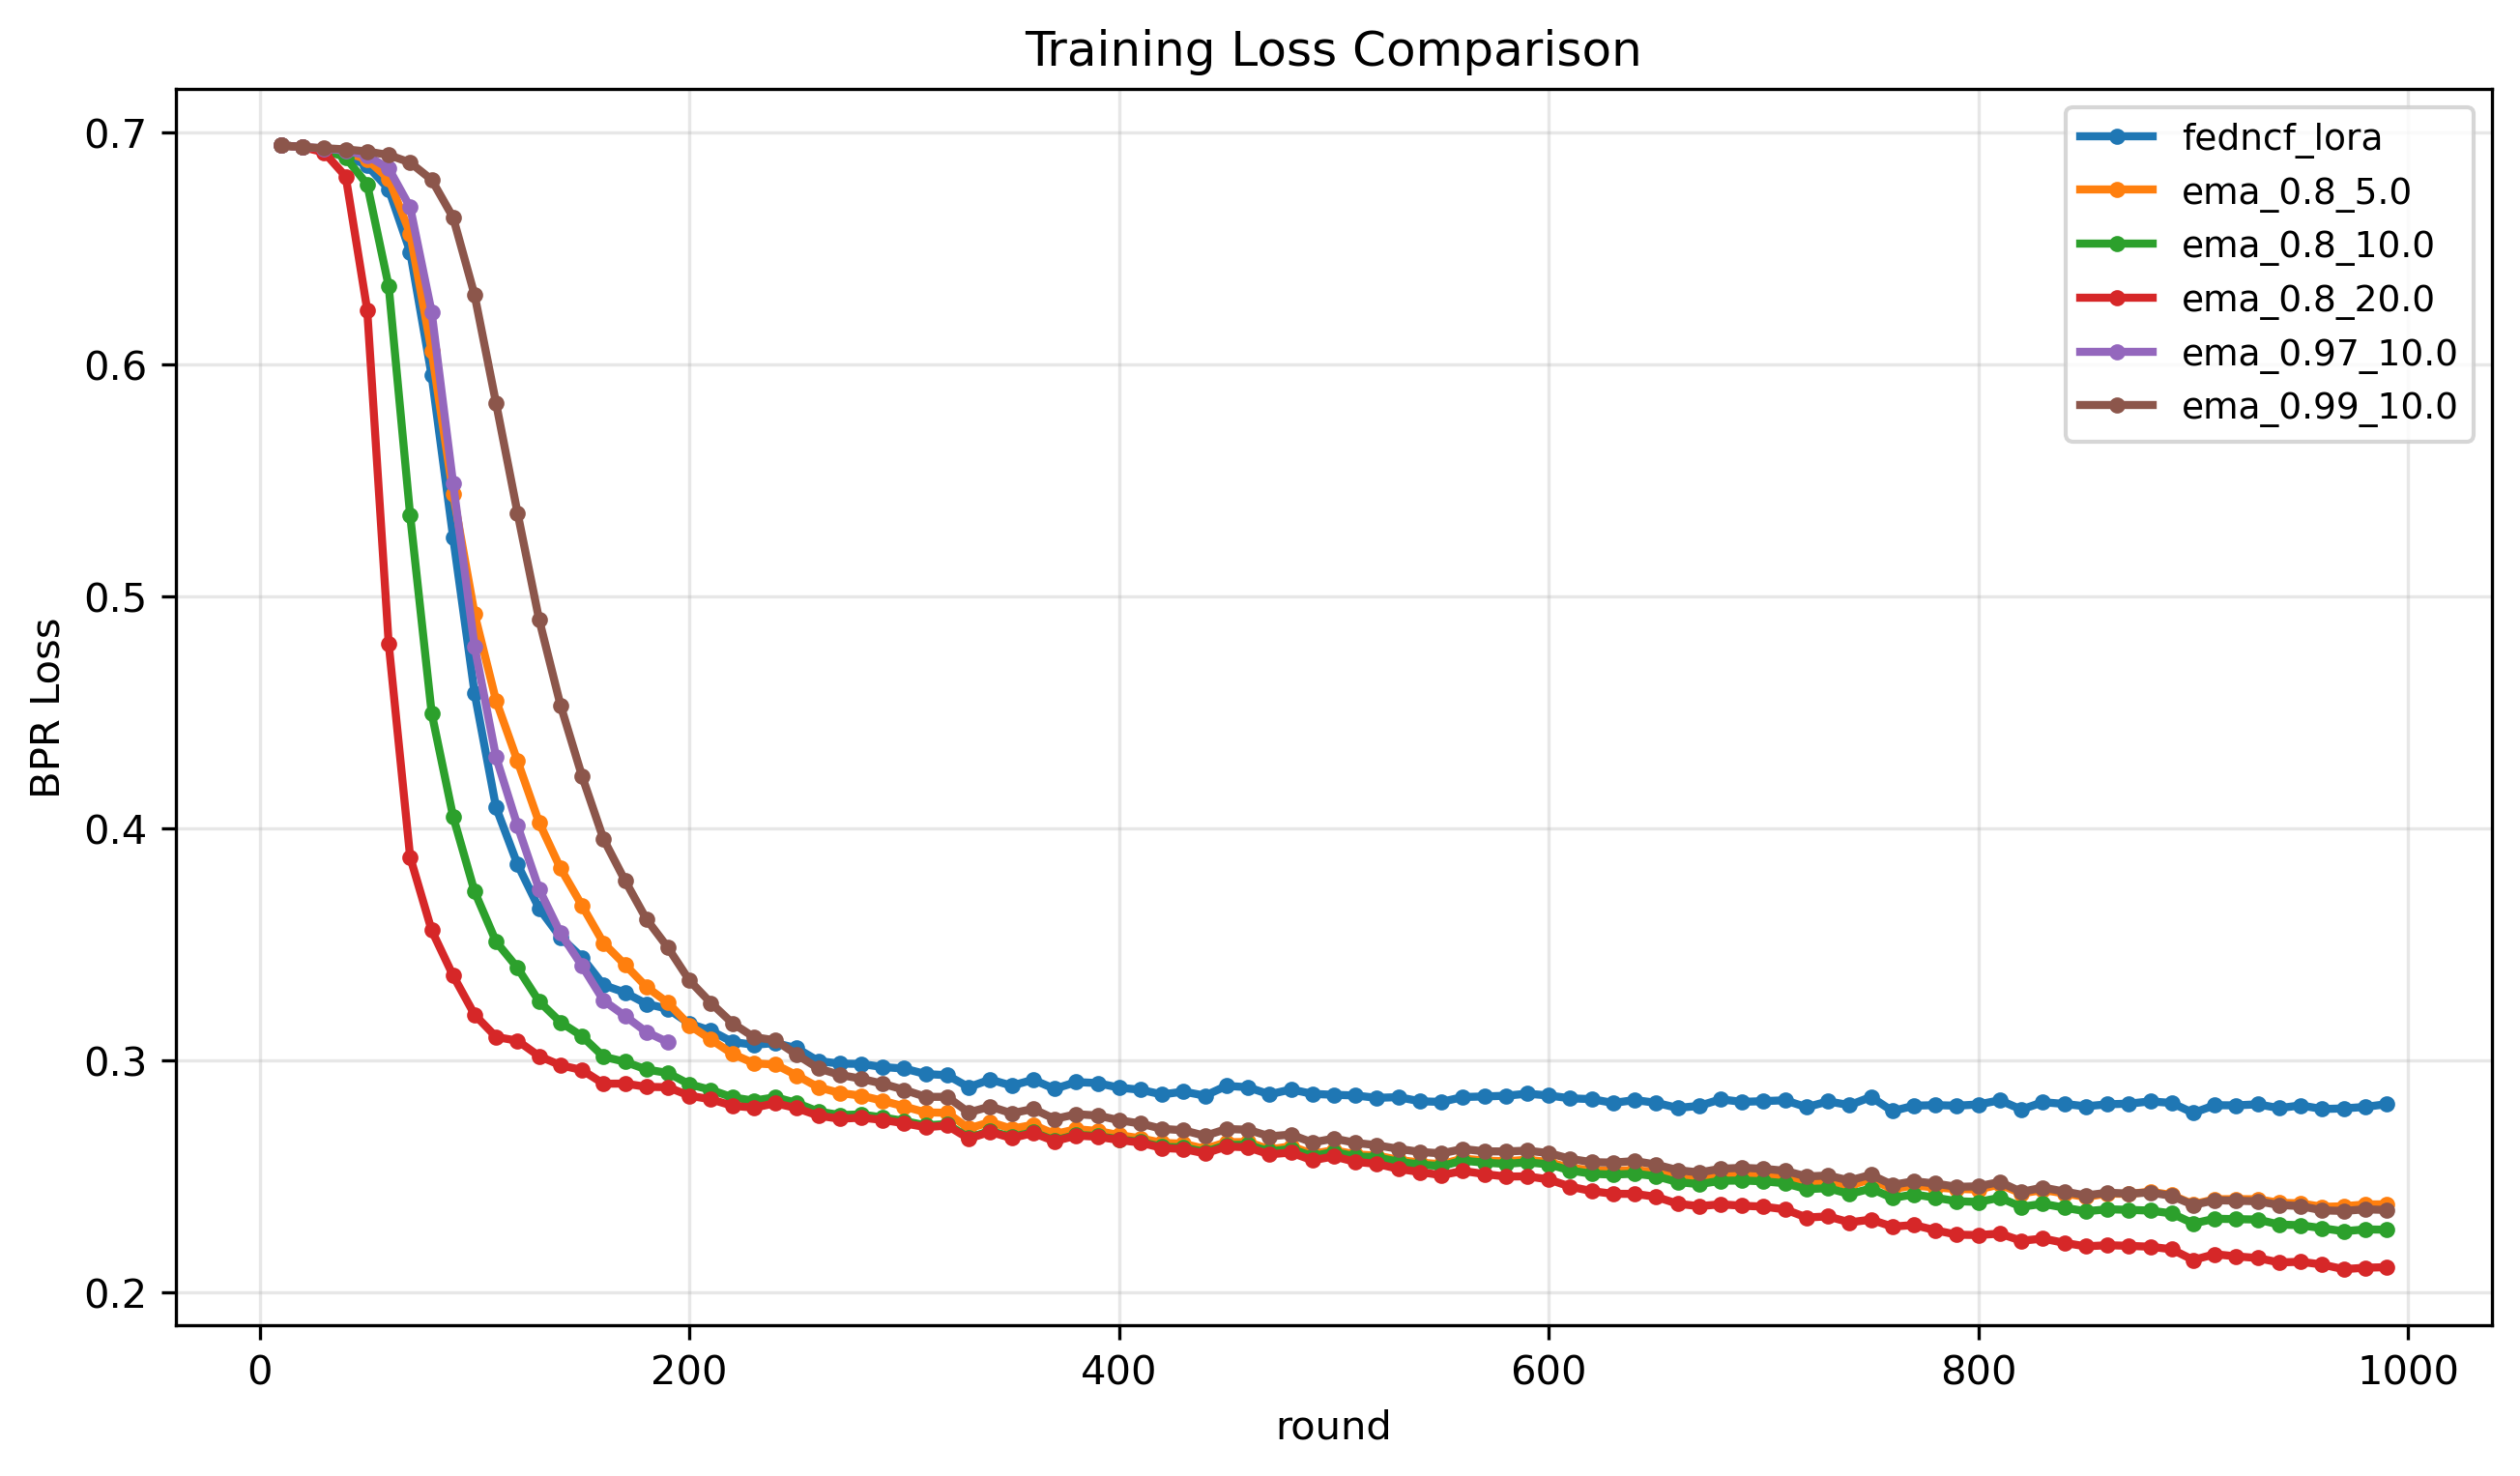 Training Loss Comparison
0.7
0.6
0.5
0.4
0.3
0.2
BPR Loss
fedncf_lora
ema_0.8_5.0
ema_0.8_10.0
ema_0.8_20.0
ema_0.97_10.0
ema_0.99_10.0
0 200 400 600 800 1000
round